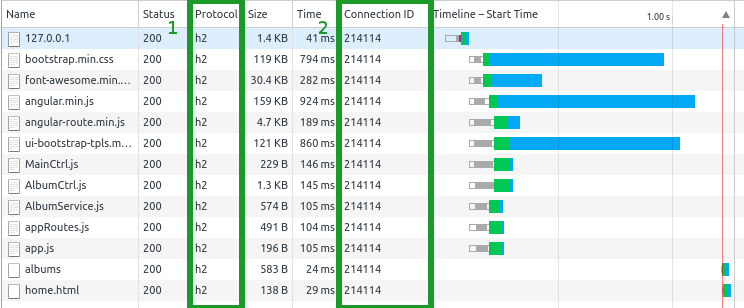 Name Status Protocol Size Time Connection ID Timeline – Start Time 1.00 s
1 2
127.0.0.1 200 h2 1.4 KB 41 ms 214114
bootstrap.min.css 200 h2 119 KB 794 ms 214114
font-awesome.min.... 200 h2 30.4 KB 282 ms 214114
angular.min.js 200 h2 159 KB 924 ms 214114
angular-route.min.js 200 h2 4.7 KB 189 ms 214114
ui-bootstrap-tpls.m... 200 h2 121 KB 860 ms 214114
MainCtrl.js 200 h2 229 B 146 ms 214114
AlbumCtrl.js 200 h2 1.3 KB 145 ms 214114
AlbumService.js 200 h2 574 B 105 ms 214114
appRoutes.js 200 h2 491 B 104 ms 214114
app.js 200 h2 196 B 105 ms 214114
albums 200 h2 583 B 24 ms 214114
home.html 200 h2 138 B 29 ms 214114